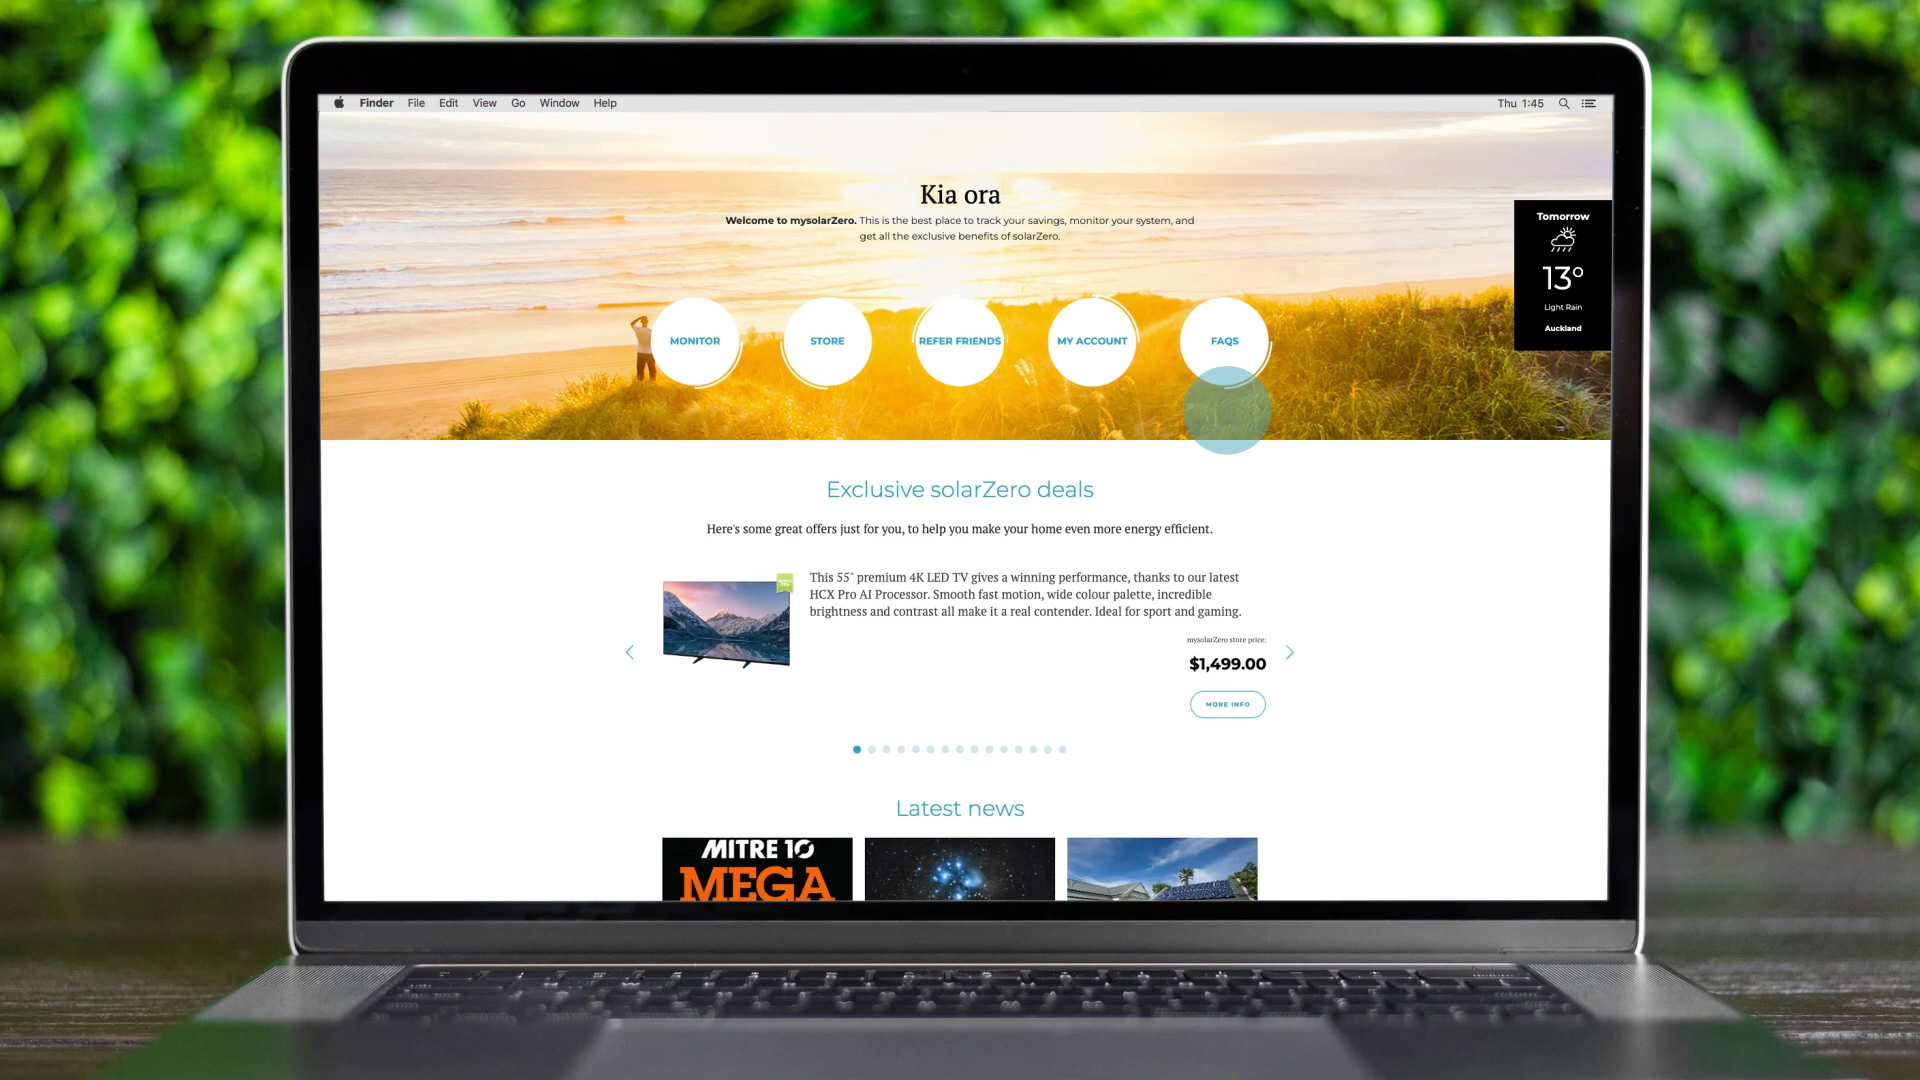 Finder File Edit View Go Window Help Thu 1:45
Kia ora
Welcome to mysolarZero. This is the best place to track your savings, monitor your system, and
get all the exclusive benefits of solarZero.
Tomorrow
13°
Light Rain
Auckland
MONITOR
STORE
REFER FRIENDS
MY ACCOUNT
FAQS
Exclusive solarZero deals
Here's some great offers just for you, to help you make your home even more energy efficient.
This 55" premium 4K LED TV gives a winning performance, thanks to our latest
HCX Pro AI Processor. Smooth fast motion, wide colour palette, incredible
brightness and contrast all make it a real contender. Ideal for sport and gaming.
mysolarZero store price:
$1,499.00
MORE INFO
Latest news
MITRE 10
MEGA